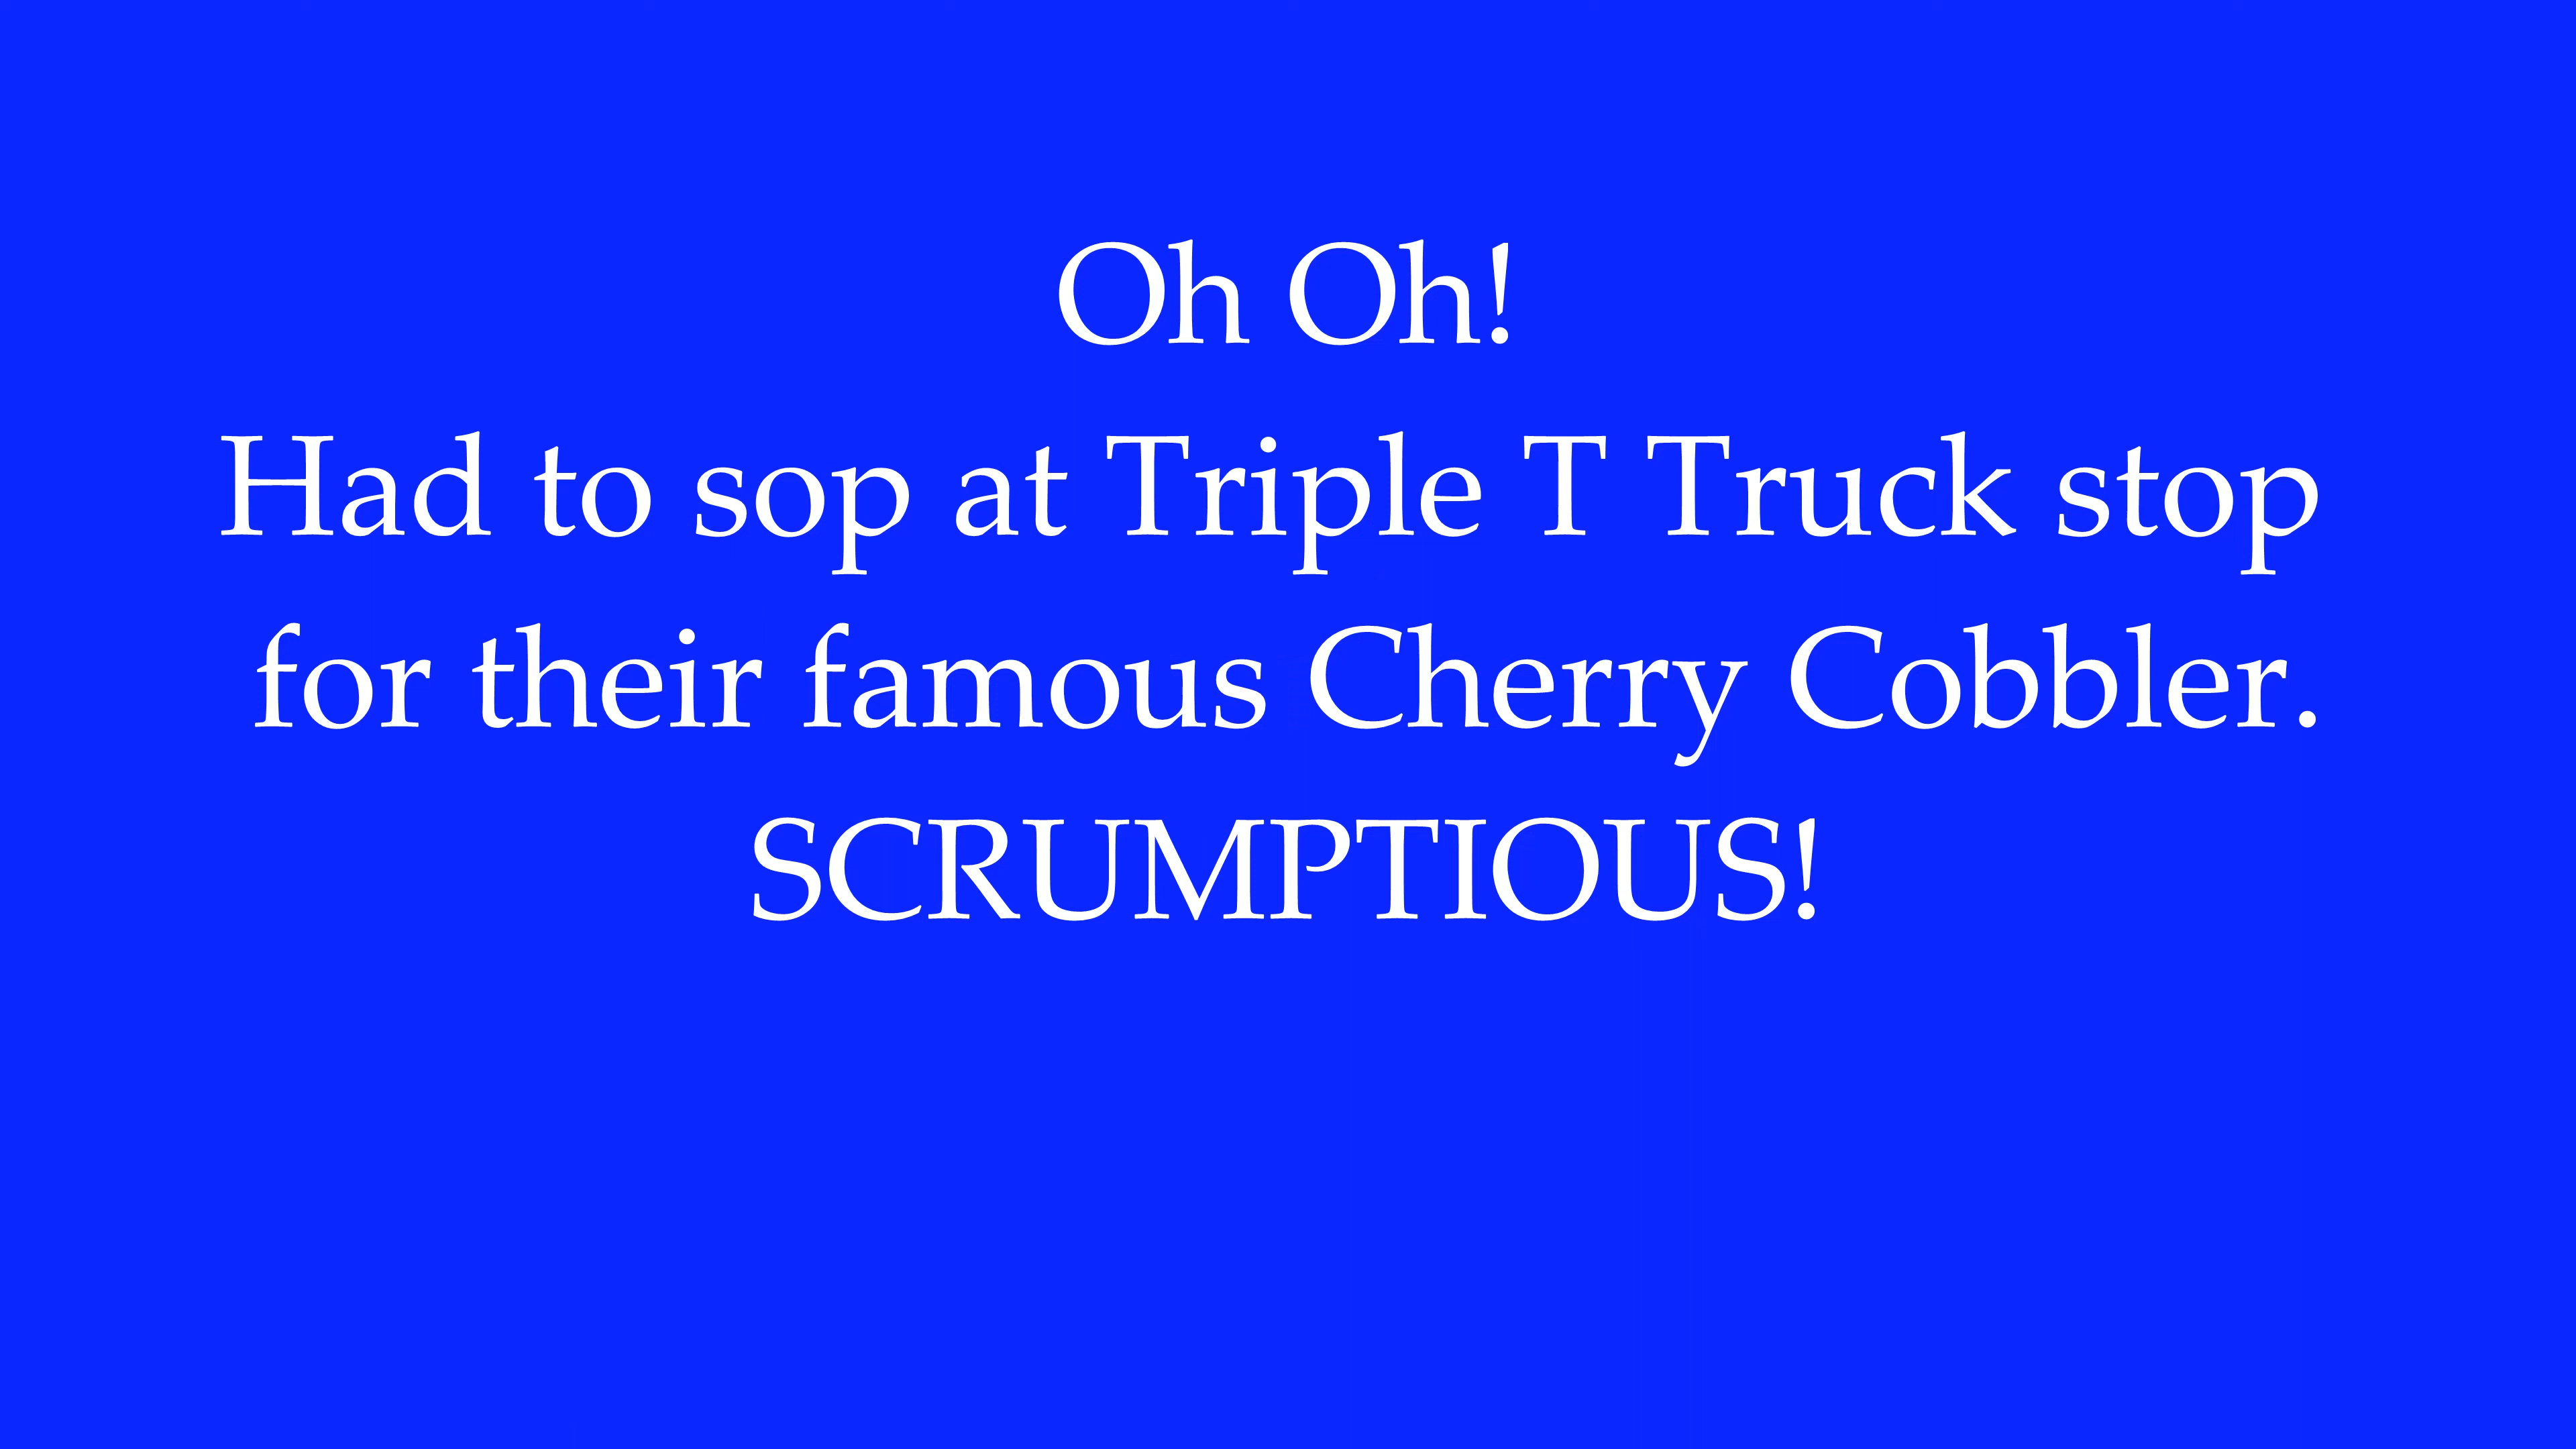 Oh Oh!
Had to sop at Triple T Truck stop
for their famous Cherry Cobbler.
SCRUMPTIOUS!